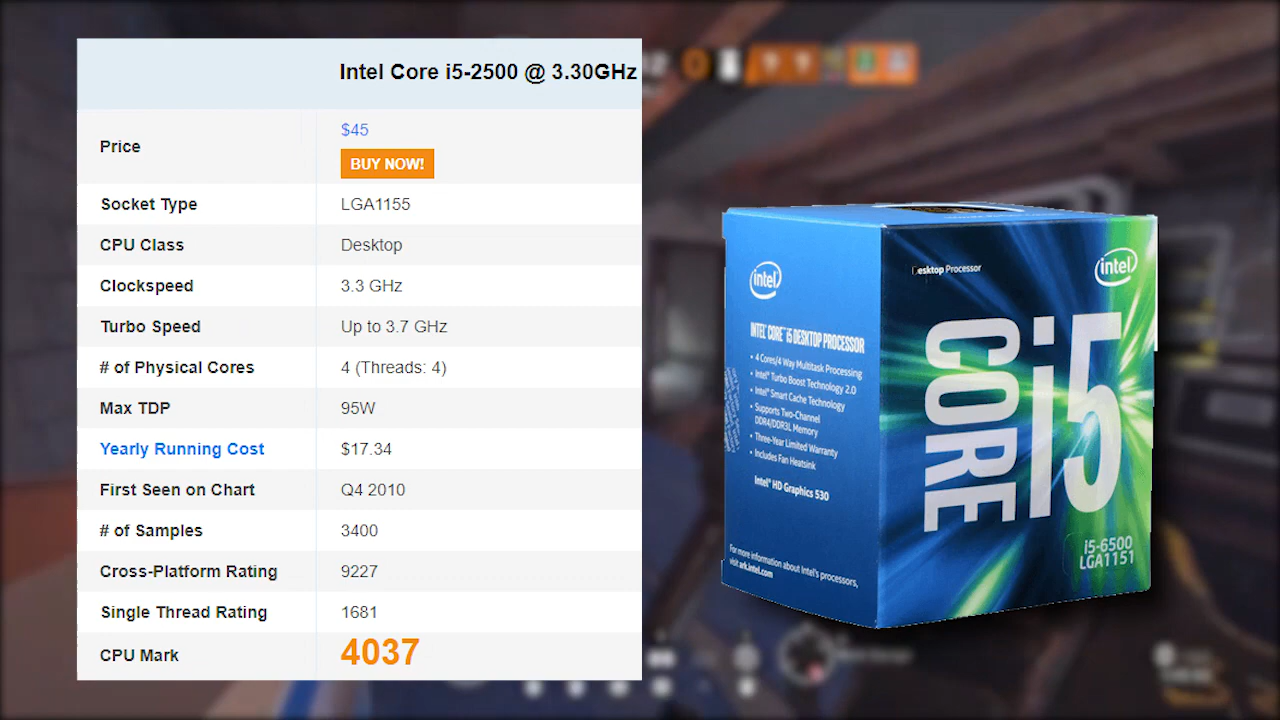 Intel Core i5-2500 @ 3.30GHz
Price
$45
BUY NOW!
Socket Type LGA1155
CPU Class Desktop
Clockspeed 3.3 GHz
Turbo Speed Up to 3.7 GHz
# of Physical Cores 4 (Threads: 4)
Max TDP 95W
Yearly Running Cost $17.34
First Seen on Chart Q4 2010
# of Samples 3400
Cross-Platform Rating 9227
Single Thread Rating 1681
CPU Mark 4037
intel
INTEL® CORE™ i5 DESKTOP PROCESSOR
• 4 Cores/4 Way Multitask Processing
• Intel® Turbo Boost Technology 2.0
• Intel® Smart Cache Technology
• Supports Two-Channel
DDR4/DDR3L Memory
• Three-Year Limited Warranty
• Includes Fan Heatsink
Intel® HD Graphics 530
For more information about Intel's processors,
visit ark.intel.com
Desktop Processor
intel
CORE i5
i5-6500
LGA1151